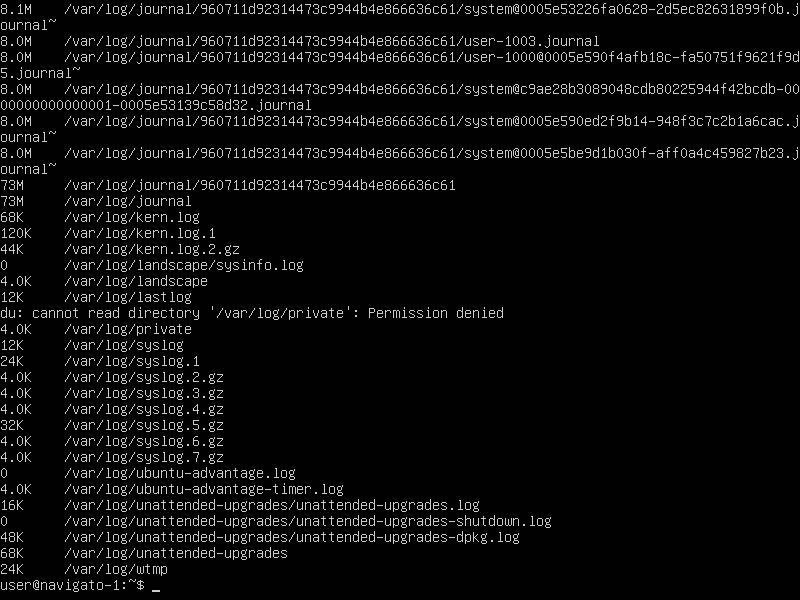 8.1M    /var/log/journal/960711d92314473c9944b4e866636c61/system@0005e53226fa0628-2d5ec82631899f0b.j
ournal~
8.0M    /var/log/journal/960711d92314473c9944b4e866636c61/user-1003.journal
8.0M    /var/log/journal/960711d92314473c9944b4e866636c61/user-1000@0005e590f4afb18c-fa50751f9621f9d
5.journal~
8.0M    /var/log/journal/960711d92314473c9944b4e866636c61/system@c9ae28b3089048cdb80225944f42bcdb-00
00000000000001-0005e53139c58d32.journal
8.0M    /var/log/journal/960711d92314473c9944b4e866636c61/system@0005e590ed2f9b14-948f3c7c2b1a6cac.j
ournal~
8.0M    /var/log/journal/960711d92314473c9944b4e866636c61/system@0005e5be9d1b030f-aff0a4c459827b23.j
ournal~
73M     /var/log/journal/960711d92314473c9944b4e866636c61
73M     /var/log/journal
68K     /var/log/kern.log
120K    /var/log/kern.log.1
44K     /var/log/kern.log.2.gz
0       /var/log/landscape/sysinfo.log
4.0K    /var/log/landscape
12K     /var/log/lastlog
du: cannot read directory '/var/log/private': Permission denied
4.0K    /var/log/private
12K     /var/log/syslog
24K     /var/log/syslog.1
4.0K    /var/log/syslog.2.gz
4.0K    /var/log/syslog.3.gz
4.0K    /var/log/syslog.4.gz
32K     /var/log/syslog.5.gz
4.0K    /var/log/syslog.6.gz
4.0K    /var/log/syslog.7.gz
0       /var/log/ubuntu-advantage.log
4.0K    /var/log/ubuntu-advantage-timer.log
16K     /var/log/unattended-upgrades/unattended-upgrades.log
0       /var/log/unattended-upgrades/unattended-upgrades-shutdown.log
48K     /var/log/unattended-upgrades/unattended-upgrades-dpkg.log
68K     /var/log/unattended-upgrades
24K     /var/log/wtmp
user@navigato-1:~$ _